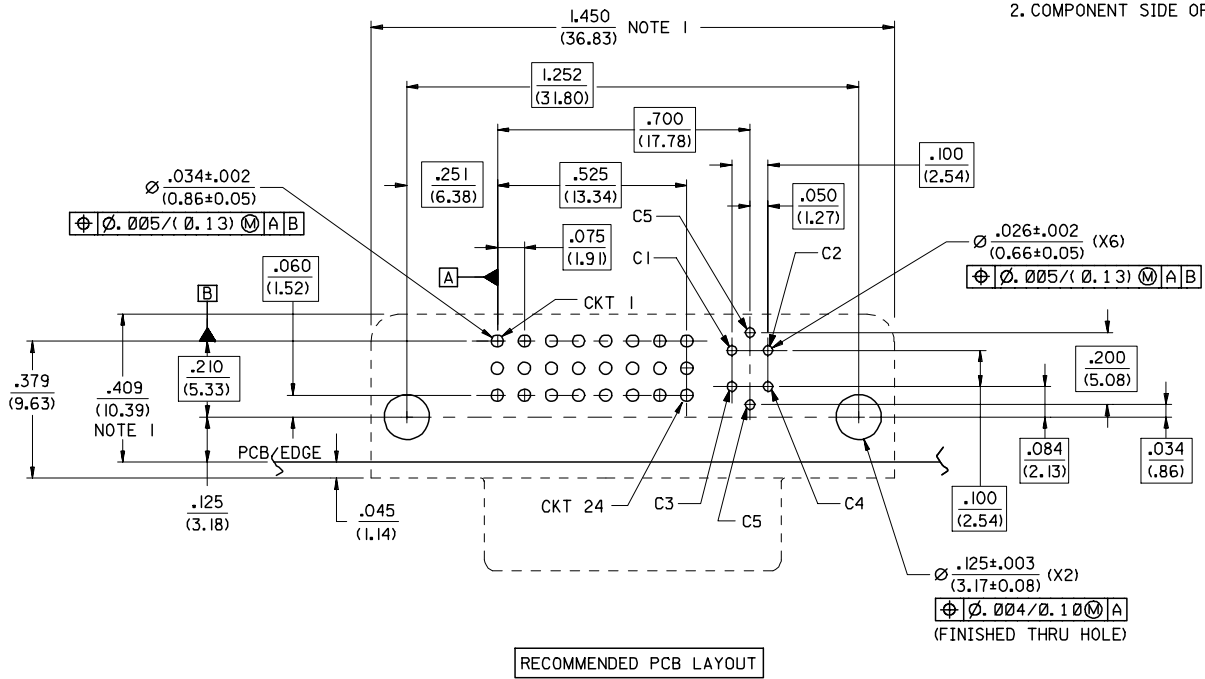 2. COMPONENT SIDE OF
1.450
(36.83)
NOTE 1
1.252
(31.80)
.700
(17.78)
.100
(2.54)
.251
(6.38)
.525
(13.34)
.050
(1.27)
Ø .034±.002
(0.86±0.05)
⌖ Ø.005/(0.13) Ⓜ A B
C5
.075
(1.91)
C1
C2
Ø .026±.002 (X6)
(0.66±0.05)
⌖ Ø.005/(0.13) Ⓜ A B
.060
(1.52)
A
B
CKT 1
.200
(5.08)
.379
(9.63)
.409
(10.39)
NOTE 1
.210
(5.33)
PCB EDGE
.084
(2.13)
.034
(.86)
.125
(3.18)
.045
(1.14)
CKT 24
C3
C5
C4
.100
(2.54)
Ø .125±.003 (X2)
(3.17±0.08)
⌖ Ø.004/0.10 Ⓜ A
(FINISHED THRU HOLE)
RECOMMENDED PCB LAYOUT